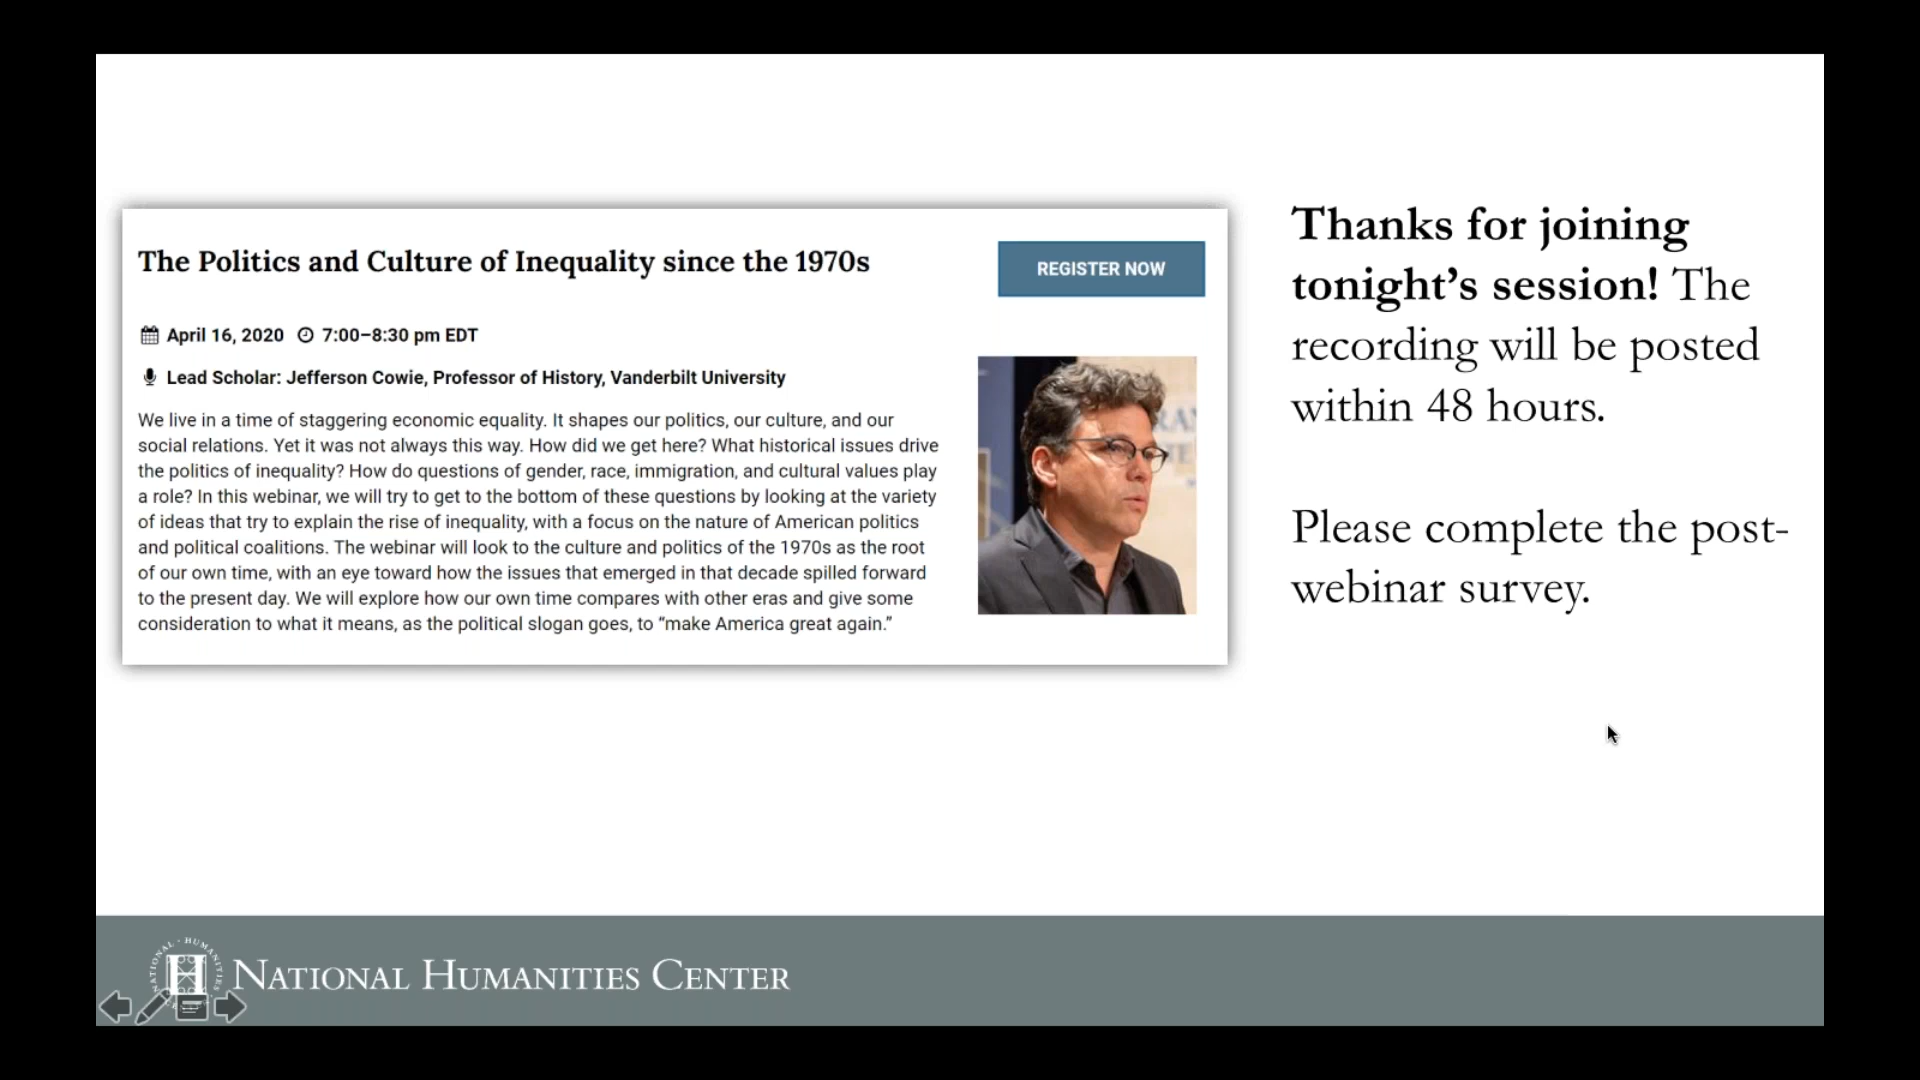 The Politics and Culture of Inequality since the 1970s
REGISTER NOW
April 16, 2020 7:00–8:30 pm EDT
Lead Scholar: Jefferson Cowie, Professor of History, Vanderbilt University
We live in a time of staggering economic equality. It shapes our politics, our culture, and our
social relations. Yet it was not always this way. How did we get here? What historical issues drive
the politics of inequality? How do questions of gender, race, immigration, and cultural values play
a role? In this webinar, we will try to get to the bottom of these questions by looking at the variety
of ideas that try to explain the rise of inequality, with a focus on the nature of American politics
and political coalitions. The webinar will look to the culture and politics of the 1970s as the root
of our own time, with an eye toward how the issues that emerged in that decade spilled forward
to the present day. We will explore how our own time compares with other eras and give some
consideration to what it means, as the political slogan goes, to “make America great again.”
Thanks for joining
tonight’s session! The
recording will be posted
within 48 hours.
Please complete the post-
webinar survey.
NATIONAL · HUMANITIES
H
NATIONAL HUMANITIES CENTER